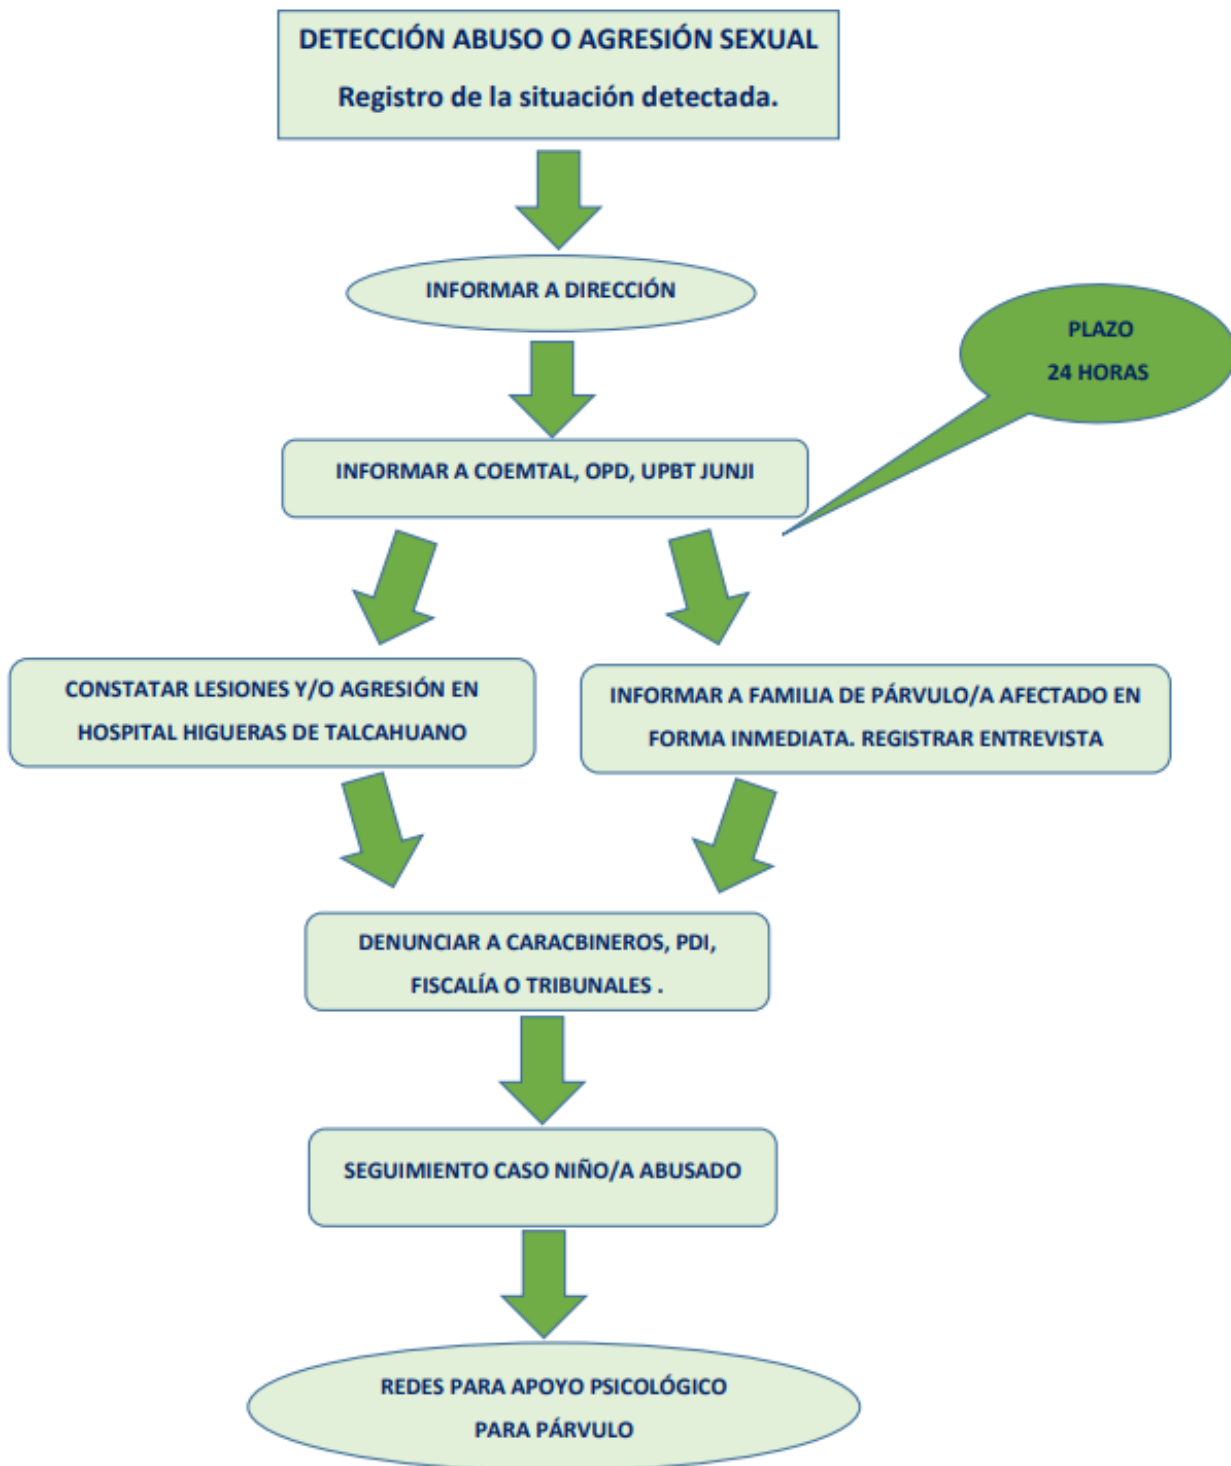 DETECCIÓN ABUSO O AGRESIÓN SEXUAL
Registro de la situación detectada.
INFORMAR A DIRECCIÓN
PLAZO
24 HORAS
INFORMAR A COEMTAL, OPD, UPBT JUNJI
CONSTATAR LESIONES Y/O AGRESIÓN EN
HOSPITAL HIGUERAS DE TALCAHUANO
INFORMAR A FAMILIA DE PÁRVULO/A AFECTADO EN
FORMA INMEDIATA. REGISTRAR ENTREVISTA
DENUNCIAR A CARACBINEROS, PDI,
FISCALÍA O TRIBUNALES .
SEGUIMIENTO CASO NIÑO/A ABUSADO
REDES PARA APOYO PSICOLÓGICO
PARA PÁRVULO